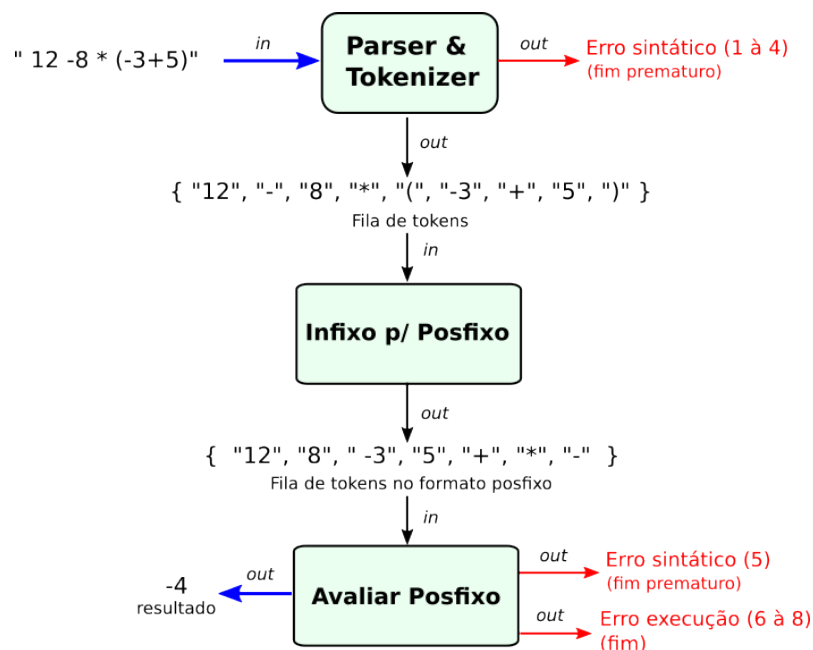 " 12 -8 * (-3+5)"
in
Parser &
Tokenizer
out
Erro sintático (1 à 4)
(fim prematuro)
out
{ "12", "-", "8", "*", "(", "-3", "+", "5", ")" }
Fila de tokens
in
Infixo p/ Posfixo
out
{ "12", "8", " -3", "5", "+", "*", "-" }
Fila de tokens no formato posfixo
in
-4
resultado
out
Avaliar Posfixo
out
Erro sintático (5)
(fim prematuro)
out
Erro execução (6 à 8)
(fim)